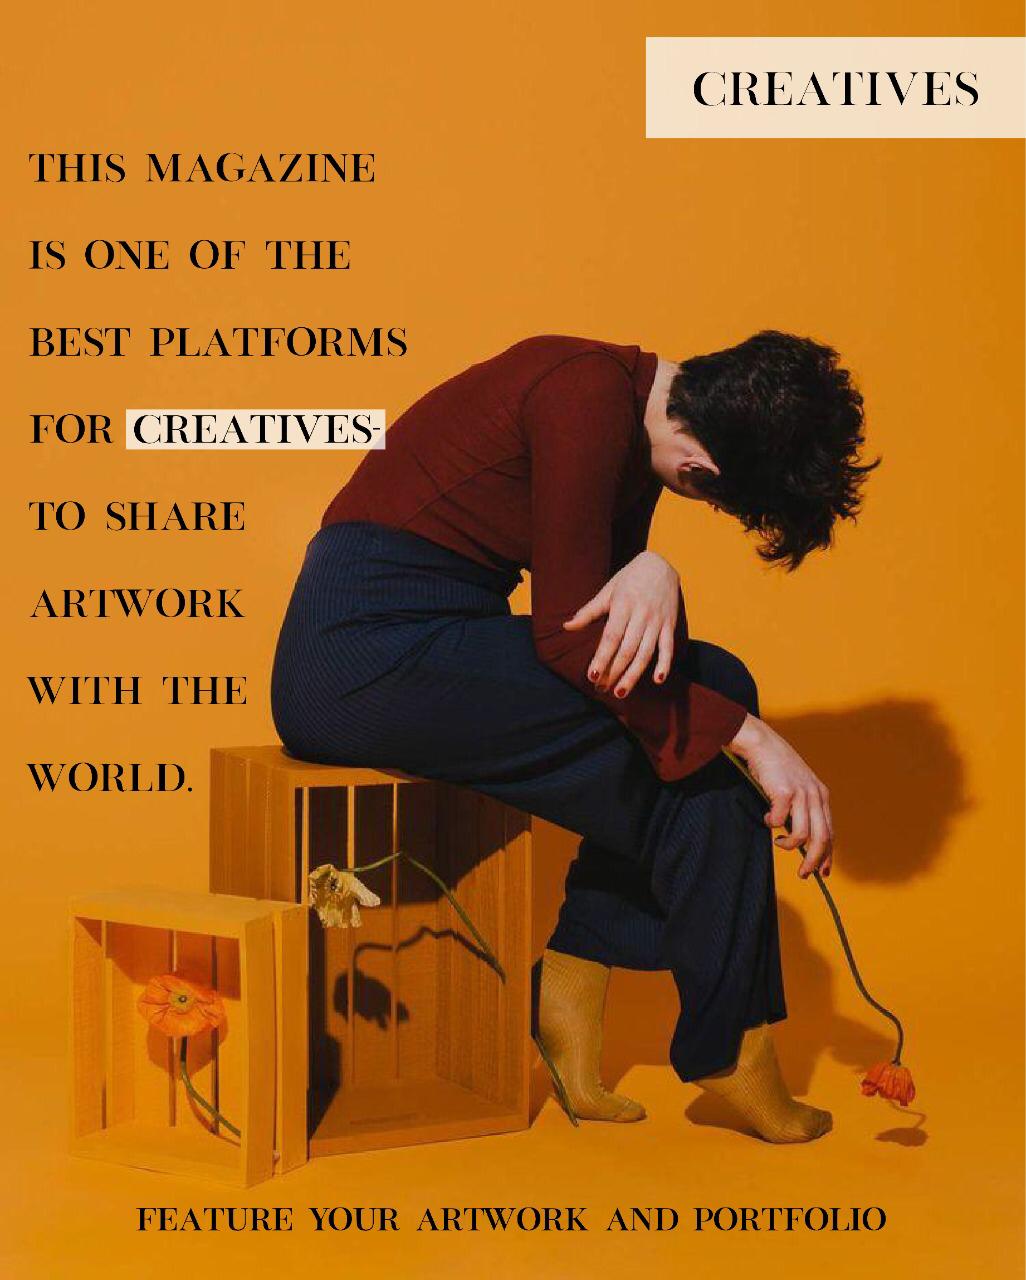 CREATIVES
THIS MAGAZINE
IS ONE OF THE
BEST PLATFORMS
FOR CREATIVES-
TO SHARE
ARTWORK
WITH THE
WORLD.
FEATURE YOUR ARTWORK AND PORTFOLIO